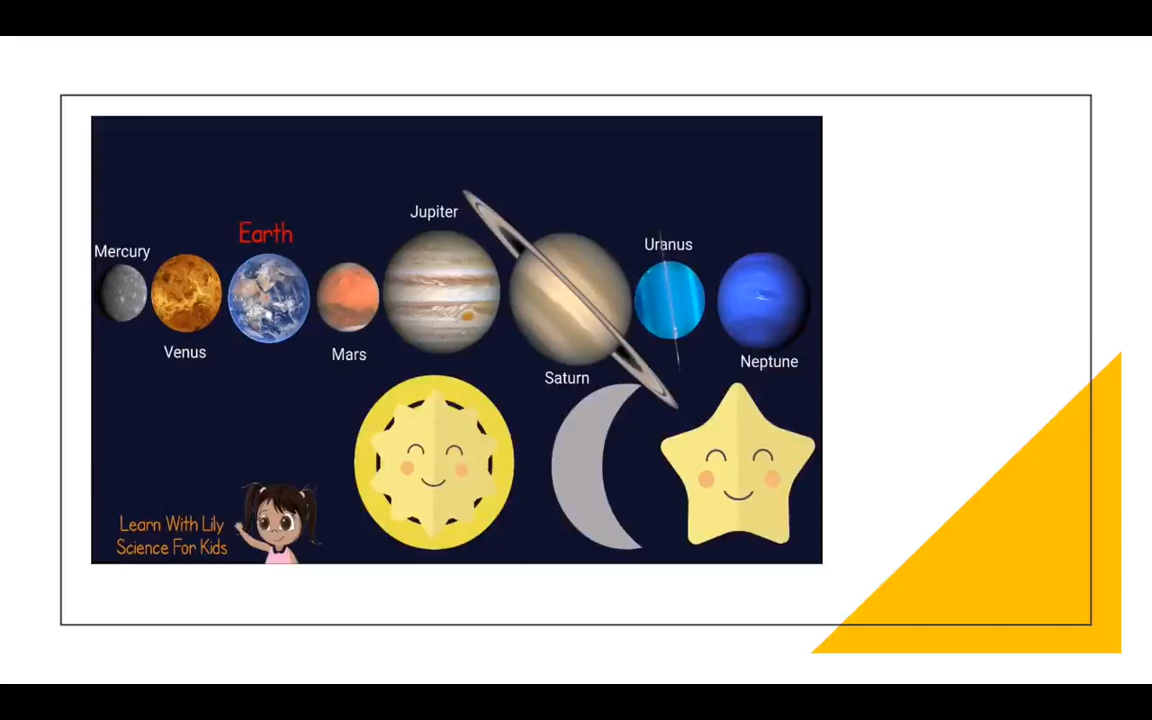 Mercury
Venus
Earth
Mars
Jupiter
Saturn
Uranus
Neptune
Learn With Lily
Science For Kids